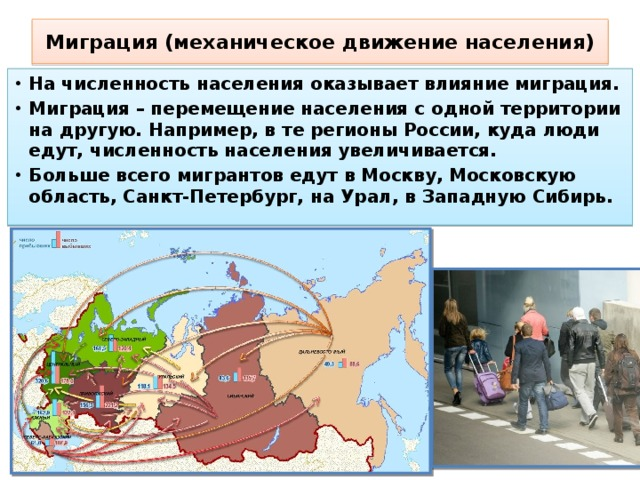 Миграция (механическое движение населения)
• На численность населения оказывает влияние миграция.
• Миграция – перемещение населения с одной территории
на другую. Например, в те регионы России, куда люди
едут, численность населения увеличивается.
• Больше всего мигрантов едут в Москву, Московскую
область, Санкт-Петербург, на Урал, в Западную Сибирь.
число
прибывших
число
выбывших
СЕВЕРО-ЗАПАДНЫЙ
ДАЛЬНЕВОСТОЧНЫЙ
ЦЕНТРАЛЬНЫЙ
УРАЛЬСКИЙ
СИБИРСКИЙ
ЮЖНЫЙ